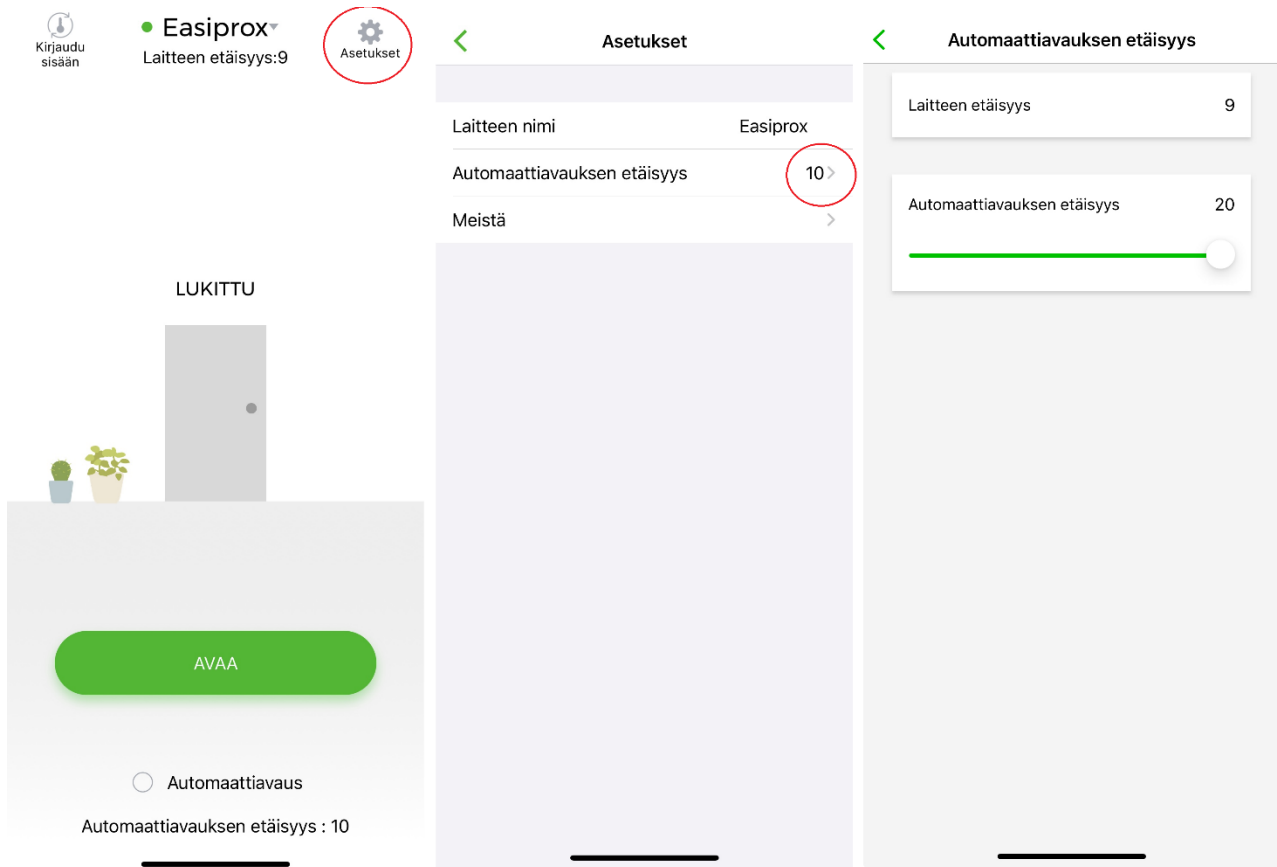 Kirjaudu
sisään
Easiprox
Laitteen etäisyys:9
Asetukset
LUKITTU
AVAA
Automaattiavaus
Automaattiavauksen etäisyys : 10
Asetukset
Laitteen nimi Easiprox
Automaattiavauksen etäisyys 10
Meistä
Automaattiavauksen etäisyys
Laitteen etäisyys 9
Automaattiavauksen etäisyys 20